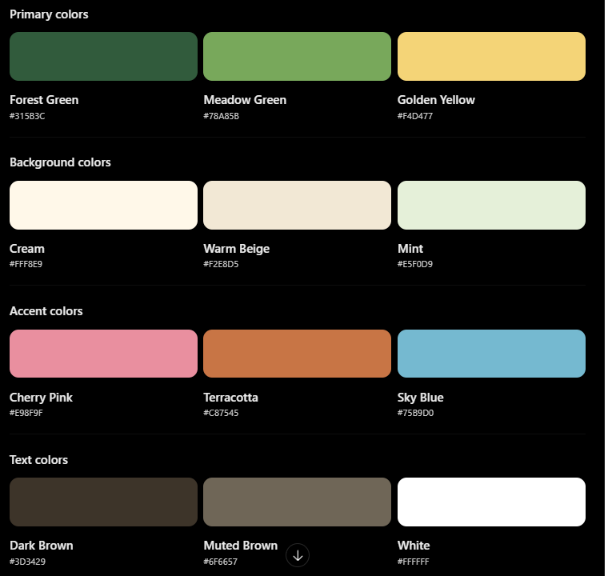 Primary colors
Forest Green Meadow Green Golden Yellow
#315B3C #78A85B #F4D477
Background colors
Cream Warm Beige Mint
#FFF8E9 #F2E8D5 #E5F0D9
Accent colors
Cherry Pink Terracotta Sky Blue
#E98F9F #C87545 #75B9D0
Text colors
Dark Brown Muted Brown White
#3D3429 #6F6657 #FFFFFF